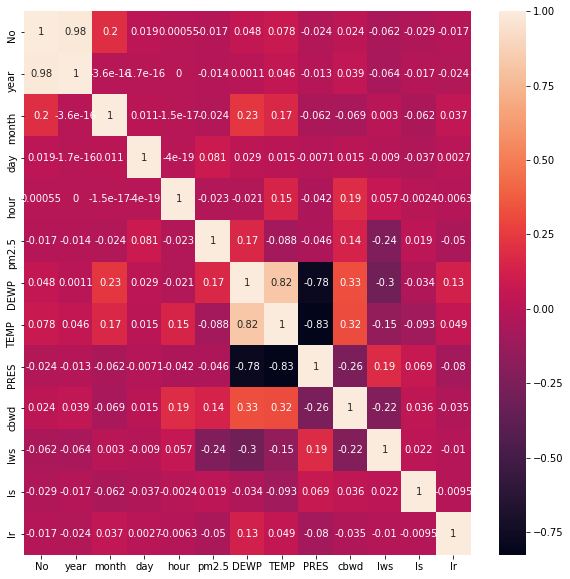 No 1 0.98 0.2 0.019 0.00055 -0.017 0.048 0.078 -0.024 0.024 -0.062 -0.029 -0.017
year 0.98 1 -3.6e-16 -1.7e-16 0 -0.014 0.0011 0.046 -0.013 0.039 -0.064 -0.017 -0.024
month 0.2 -3.6e-16 1 0.011 -1.5e-17 -0.024 0.23 0.17 -0.062 -0.069 0.003 -0.062 0.037
day 0.019 -1.7e-16 0.011 1 -4e-19 0.081 0.029 0.015 -0.0071 0.015 -0.009 -0.037 0.0027
hour 0.00055 0 -1.5e-17 -4e-19 1 -0.023 -0.021 0.15 -0.042 0.19 0.057 -0.0024 -0.0063
pm2.5 -0.017 -0.014 -0.024 0.081 -0.023 1 0.17 -0.088 -0.046 0.14 -0.24 0.019 -0.05
DEWP 0.048 0.0011 0.23 0.029 -0.021 0.17 1 0.82 -0.78 0.33 -0.3 -0.034 0.13
TEMP 0.078 0.046 0.17 0.015 0.15 -0.088 0.82 1 -0.83 0.32 -0.15 -0.093 0.049
PRES -0.024 -0.013 -0.062 -0.0071 -0.042 -0.046 -0.78 -0.83 1 -0.26 0.19 0.069 -0.08
cbwd 0.024 0.039 -0.069 0.015 0.19 0.14 0.33 0.32 -0.26 1 -0.22 0.036 -0.035
Iws -0.062 -0.064 0.003 -0.009 0.057 -0.24 -0.3 -0.15 0.19 -0.22 1 0.022 -0.01
Is -0.029 -0.017 -0.062 -0.037 -0.0024 0.019 -0.034 -0.093 0.069 0.036 0.022 1 -0.0095
Ir -0.017 -0.024 0.037 0.0027 -0.0063 -0.05 0.13 0.049 -0.08 -0.035 -0.01 -0.0095 1
No year month day hour pm2.5 DEWP TEMP PRES cbwd Iws Is Ir
1.00
0.75
0.50
0.25
0.00
−0.25
−0.50
−0.75